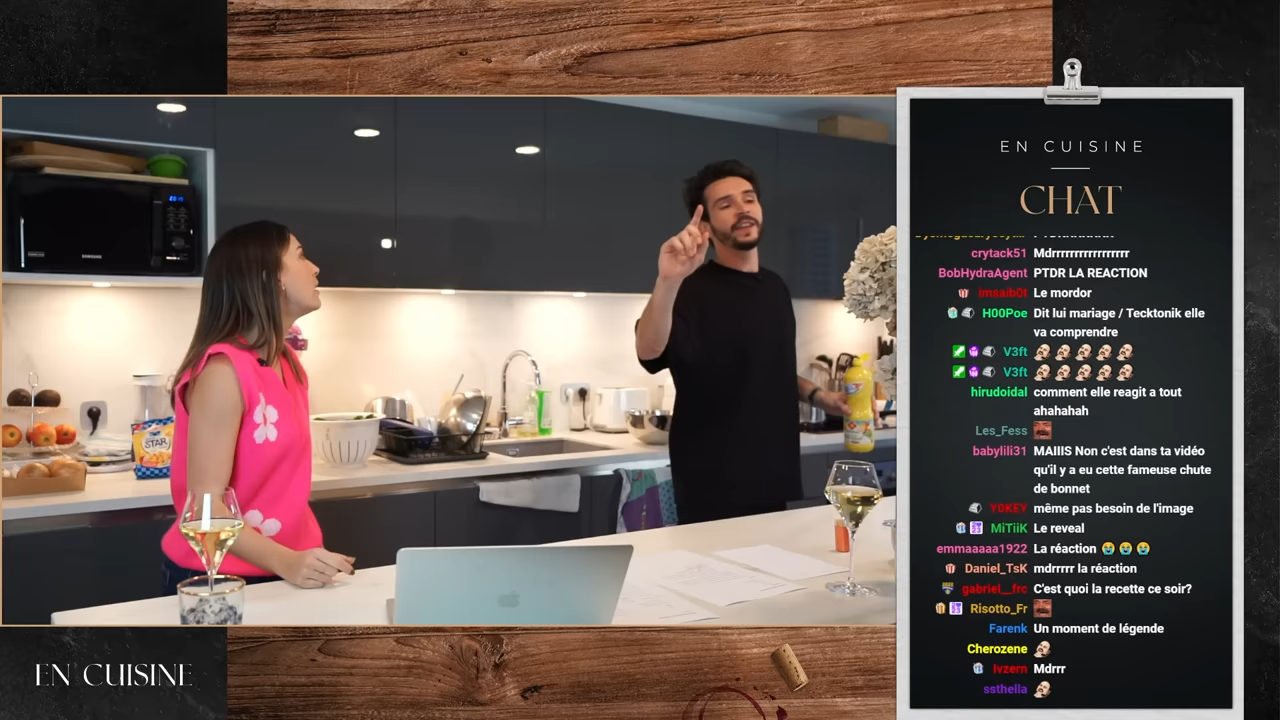 EN CUISINE
CHAT
crytack51 Mdrrrrrrrrrrrrrrrrr
BobHydraAgent PTDR LA REACTION
imsaib0t Le mordor
H00Poe Dit lui mariage / Tecktonik elle
va comprendre
V3ft
V3ft
hirudoidal comment elle reagit a tout
ahahahah
Les_Fess
babylili31 MAIIIS Non c'est dans ta vidéo
qu'il y a eu cette fameuse chute
de bonnet
Y0KEY même pas besoin de l'image
MiTiiK Le reveal
emmaaaaa1922 La réaction 😭 😭 😭
Daniel_TsK mdrrrrr la réaction
gabriel__frc C'est quoi la recette ce soir?
Risotto_Fr
Farenk Un moment de légende
Cherozene
Ivzern Mdrrr
ssthella
SAMSUNG
STAR
EN CUISINE